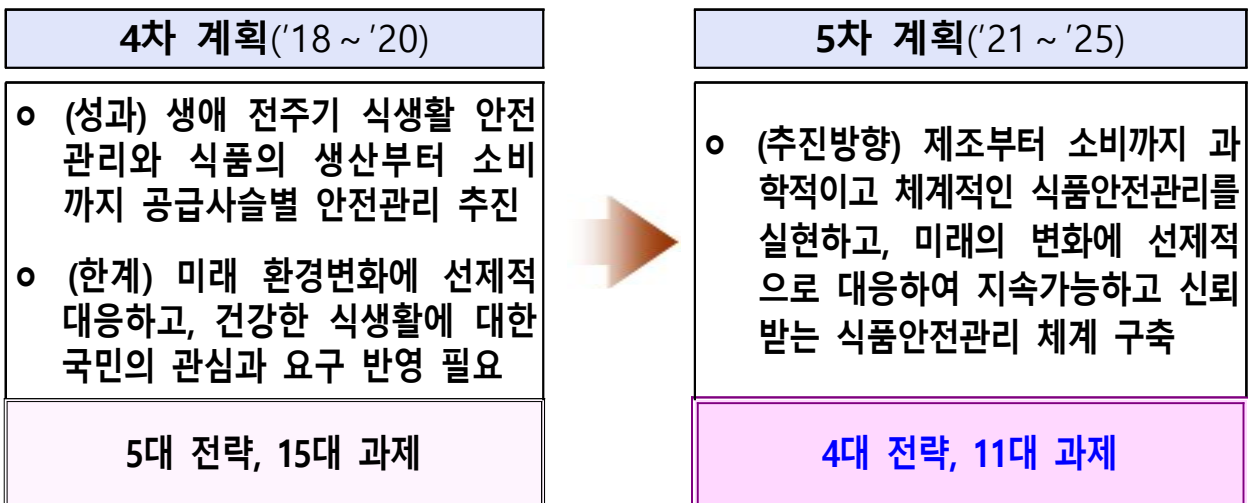 4차 계획(′18 ~ ′20)
ㅇ (성과) 생애 전주기 식생활 안전
관리와 식품의 생산부터 소비
까지 공급사슬별 안전관리 추진
ㅇ (한계) 미래 환경변화에 선제적
대응하고, 건강한 식생활에 대한
국민의 관심과 요구 반영 필요
5대 전략, 15대 과제
5차 계획(′21 ~ ′25)
ㅇ (추진방향) 제조부터 소비까지 과
학적이고 체계적인 식품안전관리를
실현하고, 미래의 변화에 선제적
으로 대응하여 지속가능하고 신뢰
받는 식품안전관리 체계 구축
4대 전략, 11대 과제